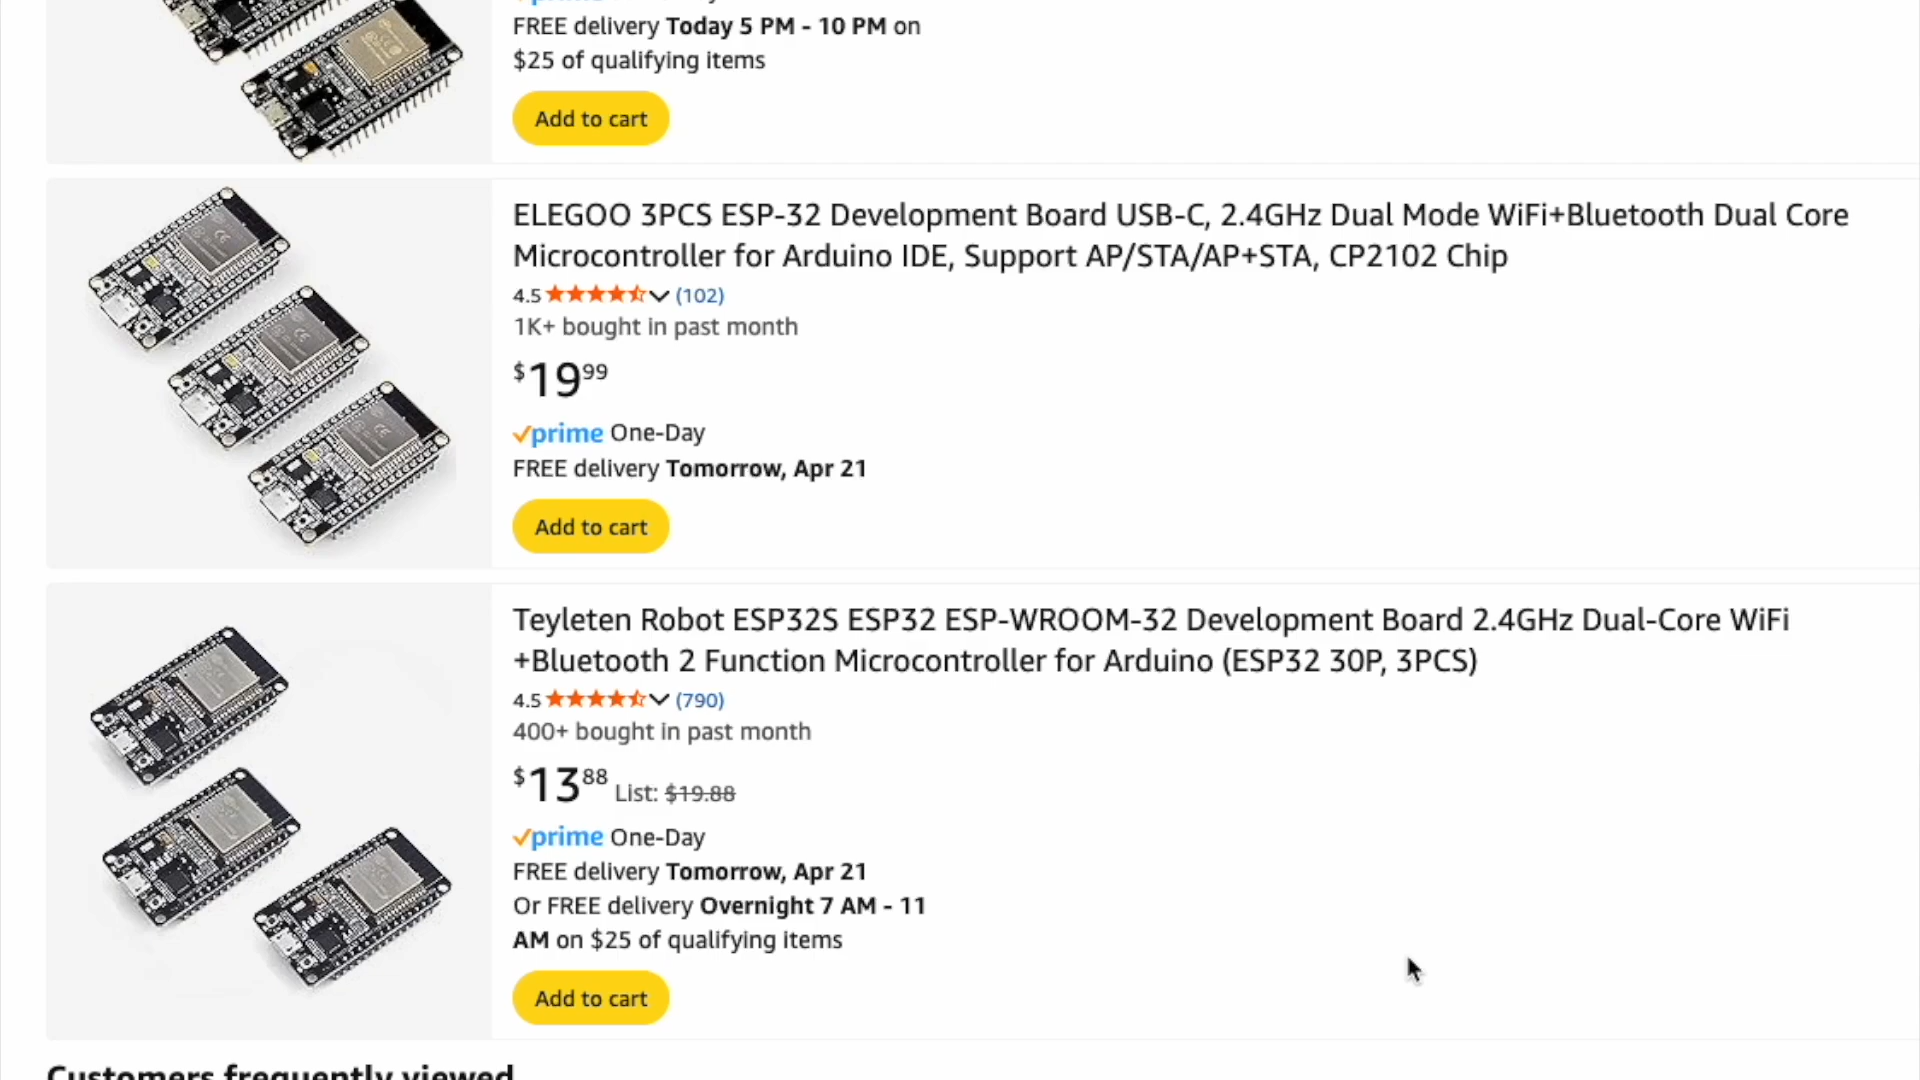 FREE delivery Today 5 PM - 10 PM on
$25 of qualifying items
Add to cart
ELEGOO 3PCS ESP-32 Development Board USB-C, 2.4GHz Dual Mode WiFi+Bluetooth Dual Core
Microcontroller for Arduino IDE, Support AP/STA/AP+STA, CP2102 Chip
4.5 (102)
1K+ bought in past month
$19.99
prime One-Day
FREE delivery Tomorrow, Apr 21
Add to cart
Teyleten Robot ESP32S ESP32 ESP-WROOM-32 Development Board 2.4GHz Dual-Core WiFi
+Bluetooth 2 Function Microcontroller for Arduino (ESP32 30P, 3PCS)
4.5 (790)
400+ bought in past month
$13.88 List: $19.88
prime One-Day
FREE delivery Tomorrow, Apr 21
Or FREE delivery Overnight 7 AM - 11
AM on $25 of qualifying items
Add to cart
Customers frequently viewed